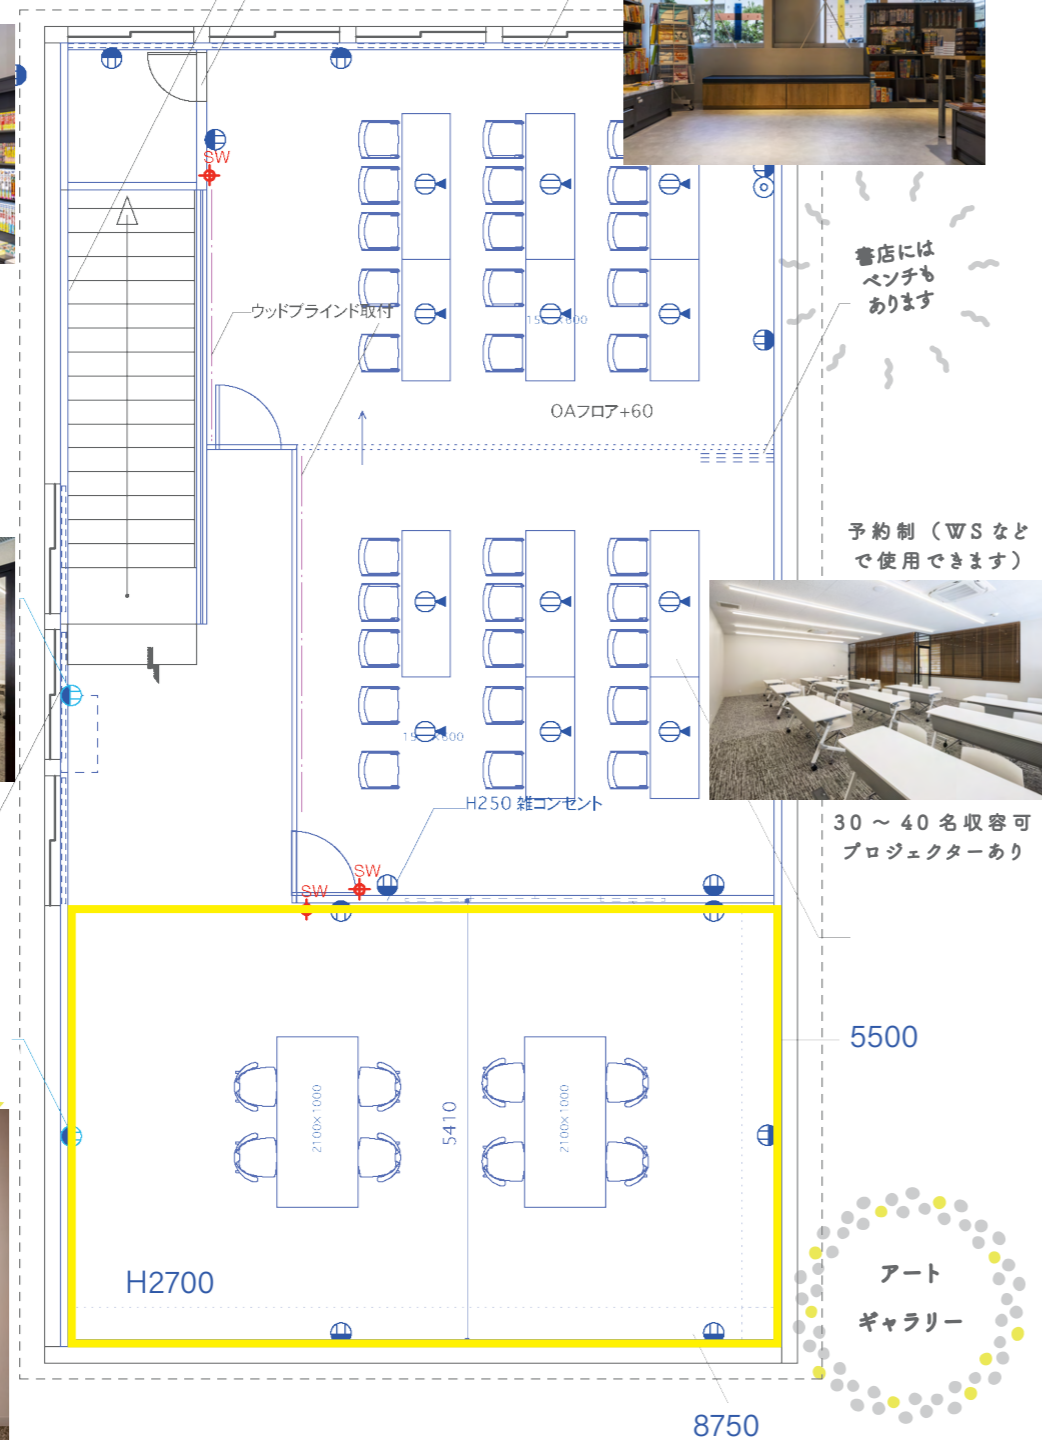 SW
書店には
ベンチも
あります
ウッドブラインド取付
OAフロア+60
予約制（WSなど
で使用できます）
H250 雑コンセント
30～40名収容可
プロジェクターあり
SW
SW
5500
2100×1000
5410
2100×1000
H2700
アート
ギャラリー
8750